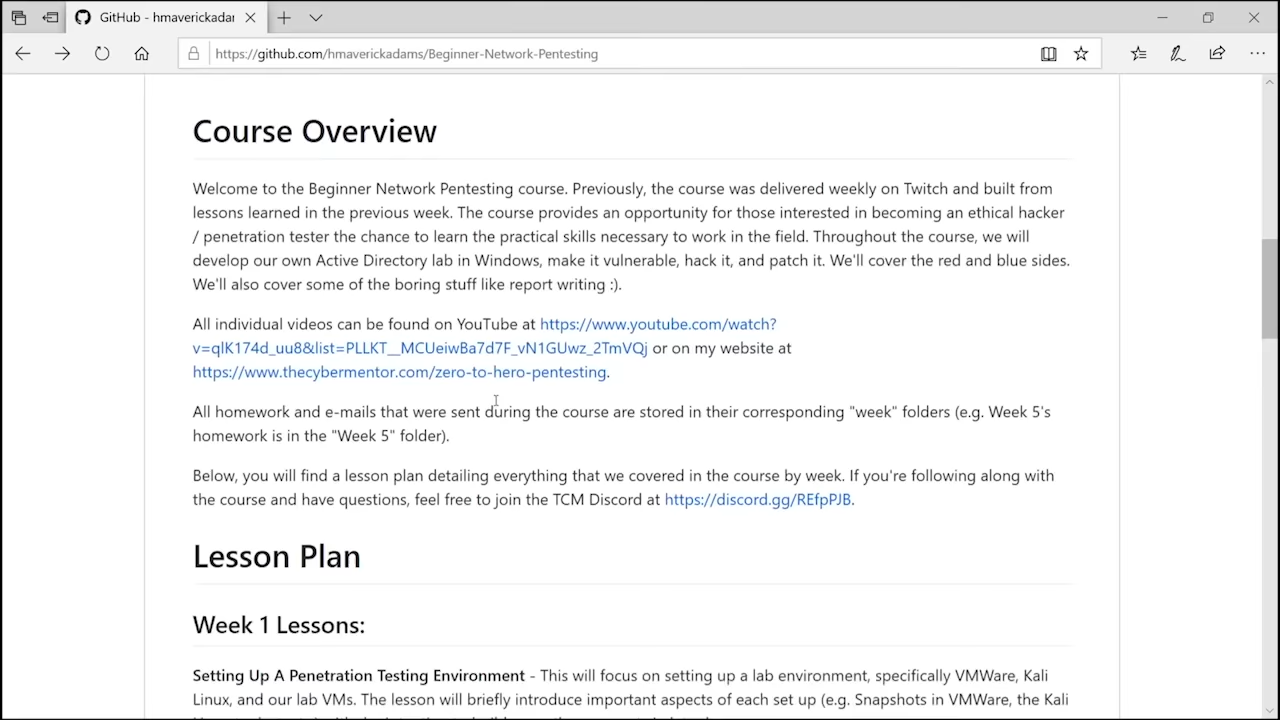 GitHub - hmaverickadar
https://github.com/hmaverickadams/Beginner-Network-Pentesting
Course Overview
Welcome to the Beginner Network Pentesting course. Previously, the course was delivered weekly on Twitch and built from
lessons learned in the previous week. The course provides an opportunity for those interested in becoming an ethical hacker
/ penetration tester the chance to learn the practical skills necessary to work in the field. Throughout the course, we will
develop our own Active Directory lab in Windows, make it vulnerable, hack it, and patch it. We'll cover the red and blue sides.
We'll also cover some of the boring stuff like report writing :).
All individual videos can be found on YouTube at https://www.youtube.com/watch?
v=qlK174d_uu8&list=PLLKT__MCUeiwBa7d7F_vN1GUwz_2TmVQj or on my website at
https://www.thecybermentor.com/zero-to-hero-pentesting.
All homework and e-mails that were sent during the course are stored in their corresponding "week" folders (e.g. Week 5's
homework is in the "Week 5" folder).
Below, you will find a lesson plan detailing everything that we covered in the course by week. If you're following along with
the course and have questions, feel free to join the TCM Discord at https://discord.gg/REfpPJB.
Lesson Plan
Week 1 Lessons:
Setting Up A Penetration Testing Environment - This will focus on setting up a lab environment, specifically VMWare, Kali
Linux, and our lab VMs. The lesson will briefly introduce important aspects of each set up (e.g. Snapshots in VMWare, the Kali